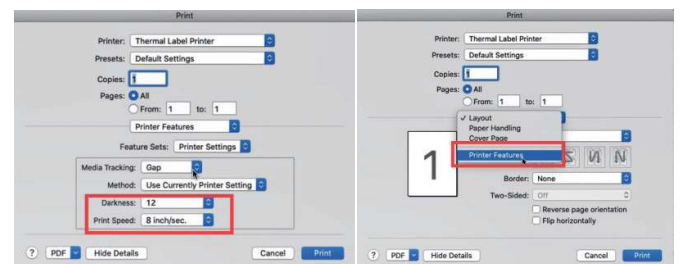 Print
Printer: Thermal Label Printer
Presets: Default Settings
Copies: 1
Pages: All
From: 1 to: 1
Printer Features
Feature Sets: Printer Settings
Media Tracking: Gap
Method: Use Currently Printer Setting
Darkness: 12
Print Speed: 8 inch/sec.
? PDF Hide Details Cancel Print
Print
Printer: Thermal Label Printer
Presets: Default Settings
Copies: 1
Pages: All
From: 1 to: 1
✓ Layout
Paper Handling
Cover Page
Printer Features
1
Border: None
Two-Sided: Off
Reverse page orientation
Flip horizontally
? PDF Hide Details Cancel Print